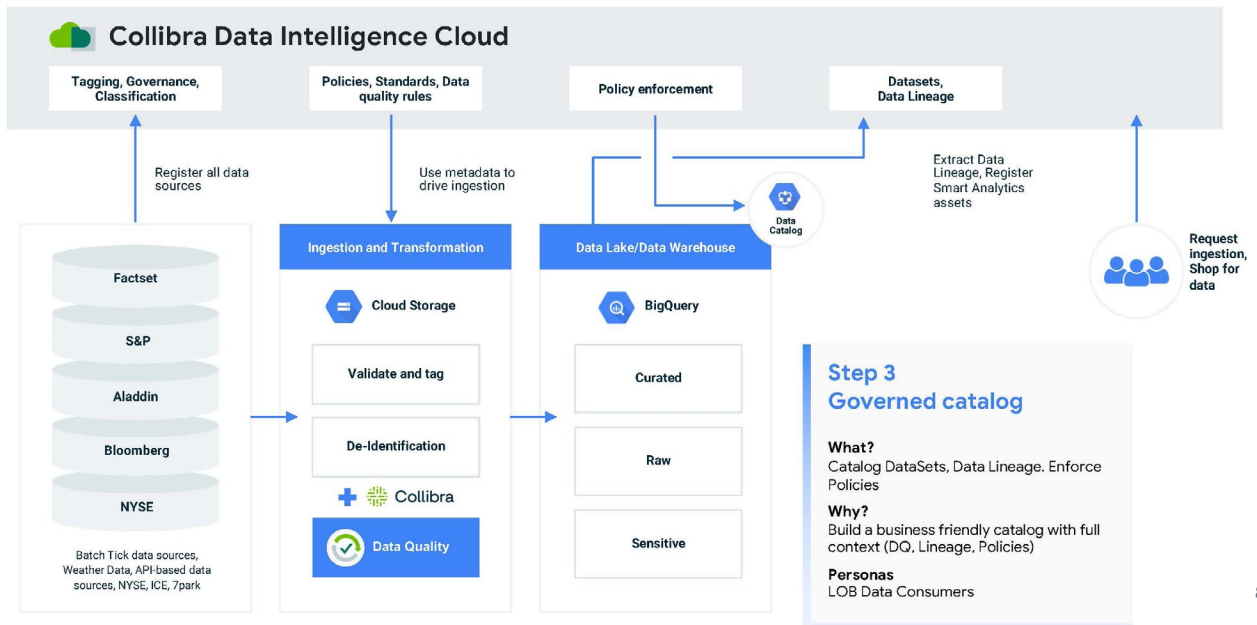 Collibra Data Intelligence Cloud
Tagging, Governance,
Classification
Policies, Standards, Data
quality rules
Policy enforcement
Datasets,
Data Lineage
Register all data
sources
Use metadata to
drive ingestion
Extract Data
Lineage, Register
Smart Analytics
assets
Data
Catalog
Request
ingestion,
Shop for
data
Factset
S&P
Aladdin
Bloomberg
NYSE
Batch Tick data sources,
Weather Data, API-based data
sources, NYSE, ICE, 7park
Ingestion and Transformation
Cloud Storage
Validate and tag
De-Identification
Collibra
Data Quality
Data Lake/Data Warehouse
BigQuery
Curated
Raw
Sensitive
Step 3
Governed catalog
What?
Catalog DataSets, Data Lineage. Enforce
Policies
Why?
Build a business friendly catalog with full
context (DQ, Lineage, Policies)
Personas
LOB Data Consumers